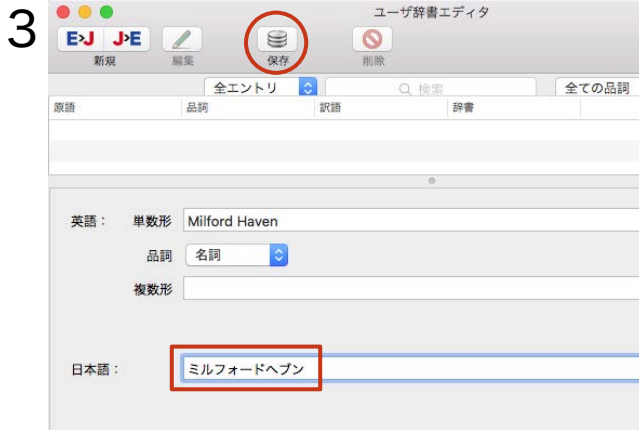 3
ユーザ辞書エディタ
E›J J›E
新規 編集 保存 削除
全エントリ 検索 全ての品詞
原語 品詞 訳語 辞書
英語： 単数形 Milford Haven
品詞 名詞
複数形
日本語： ミルフォードヘブン